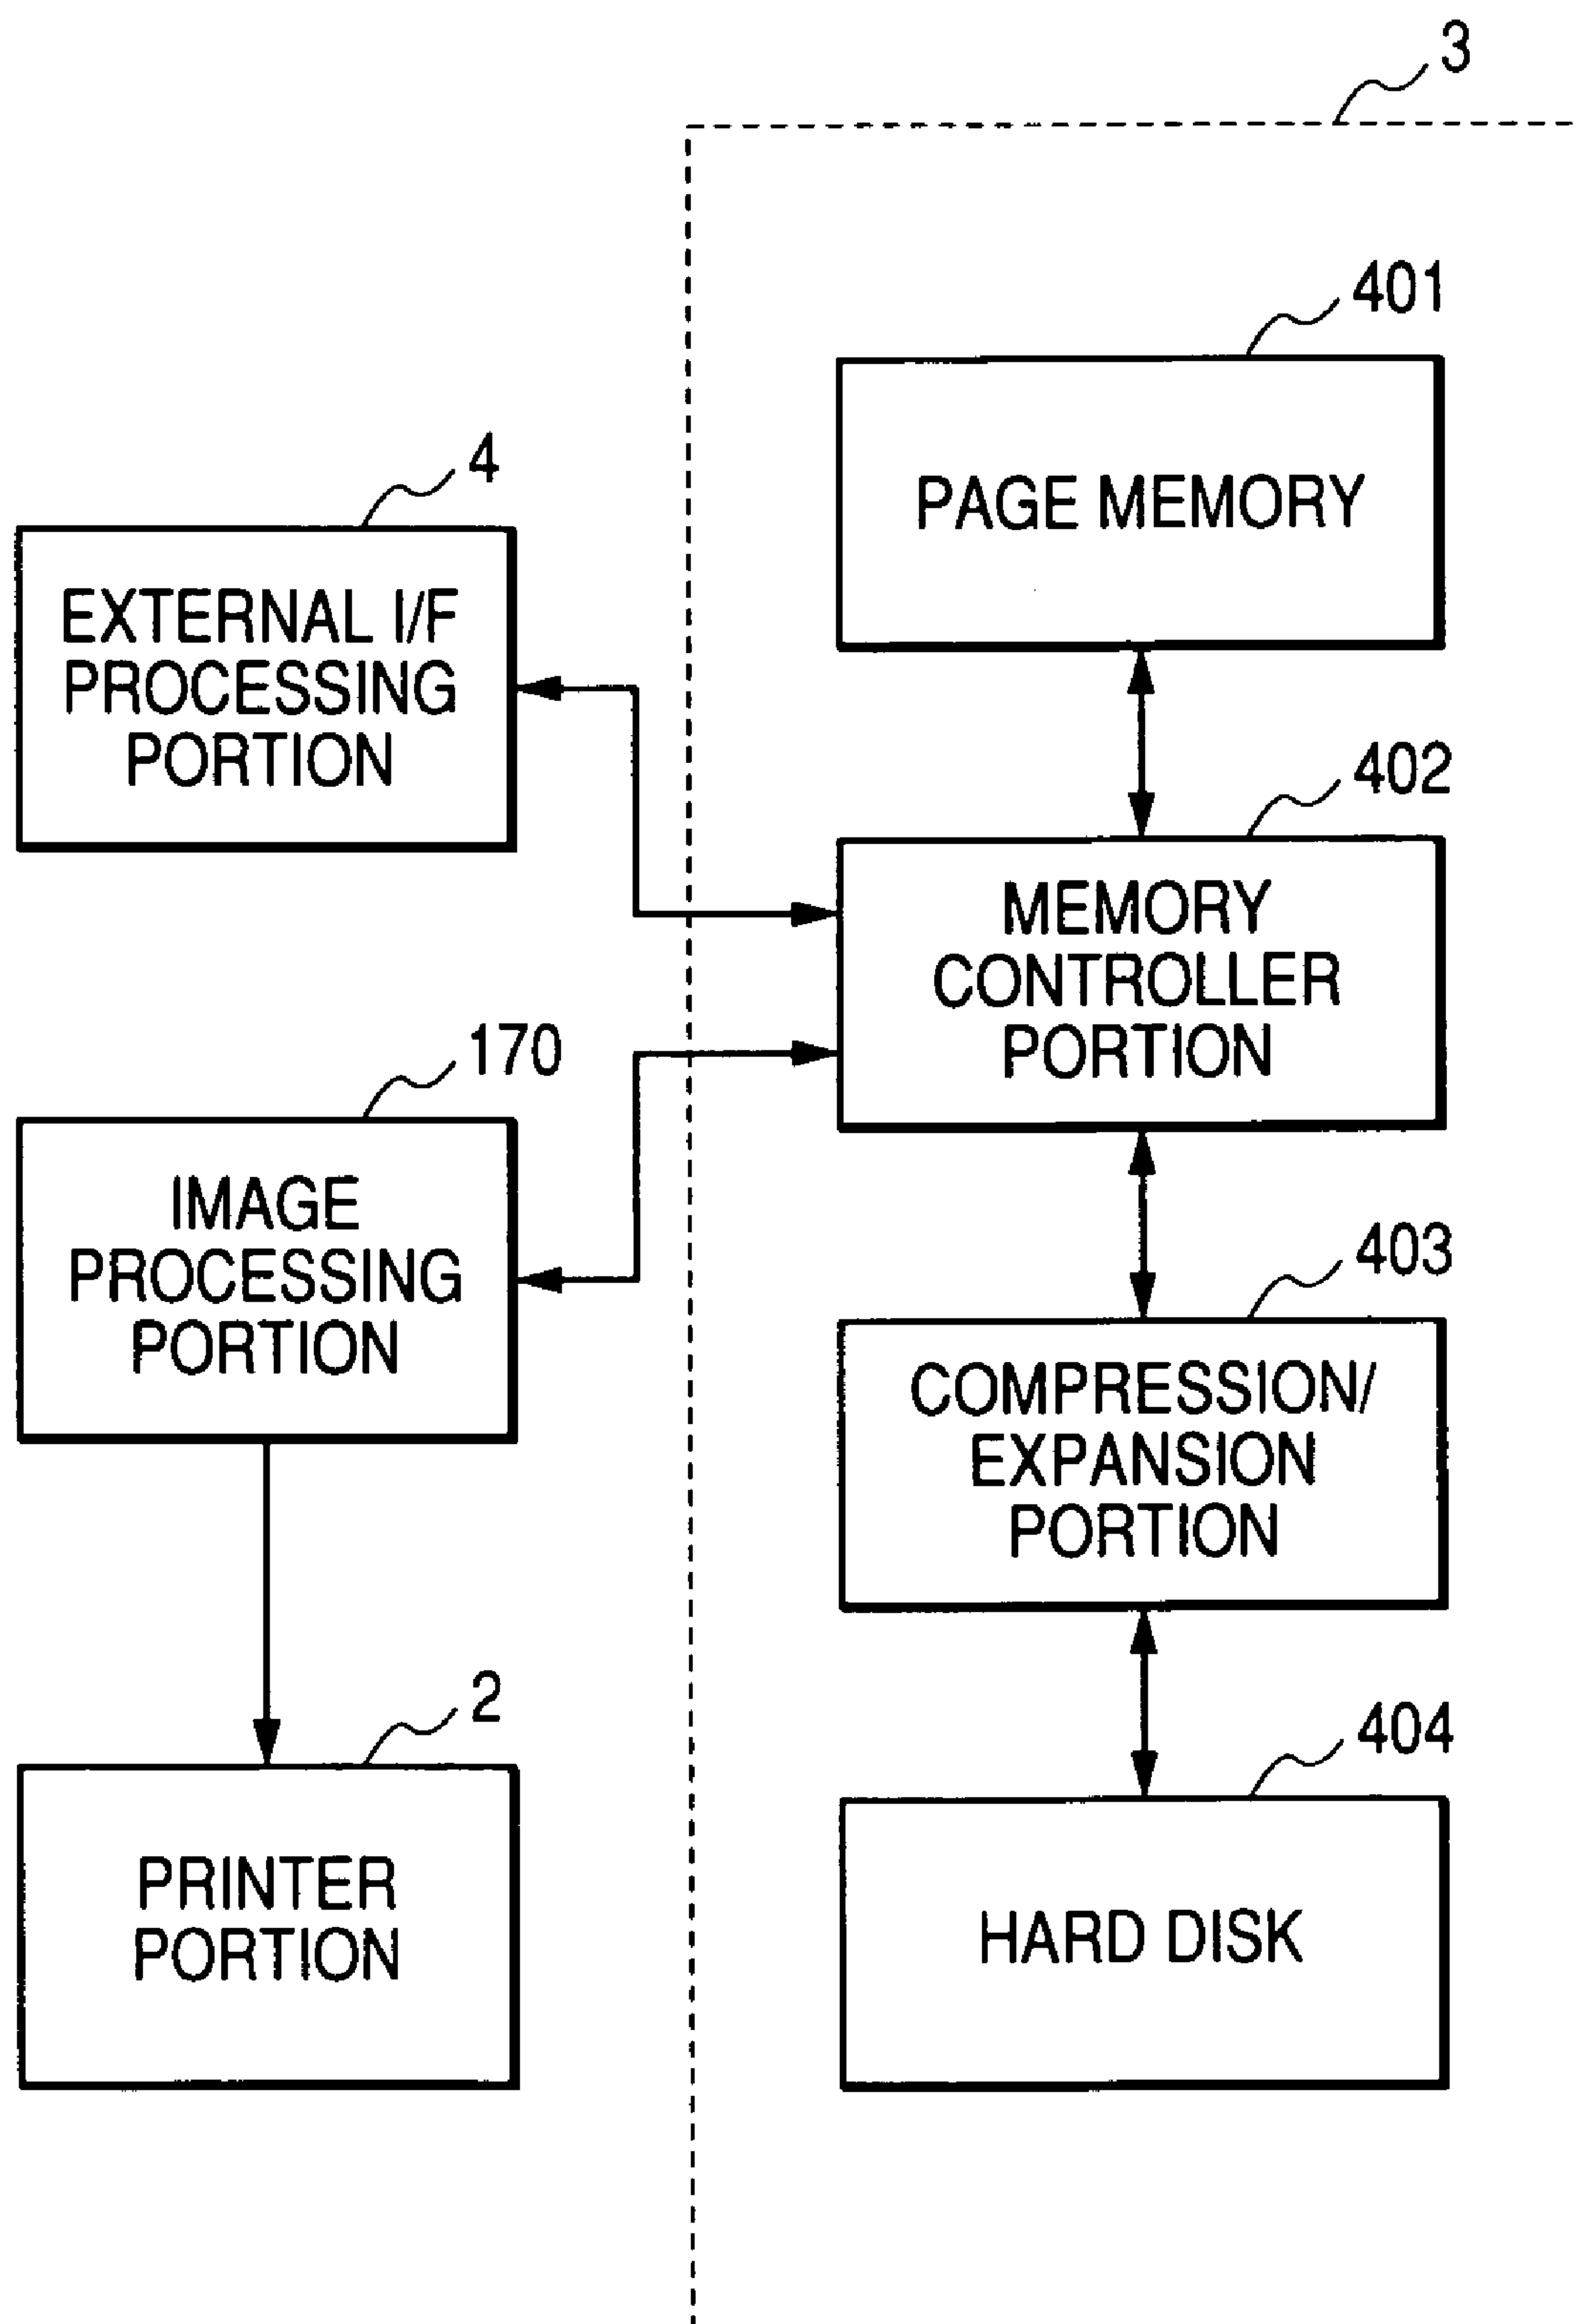 3
401
PAGE MEMORY
4
EXTERNAL I/F
PROCESSING
PORTION
402
MEMORY
CONTROLLER
PORTION
170
IMAGE
PROCESSING
PORTION
403
COMPRESSION/
EXPANSION
PORTION
2
PRINTER
PORTION
404
HARD DISK